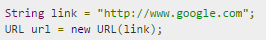 String link = "http://www.google.com";
URL url = new URL(link);